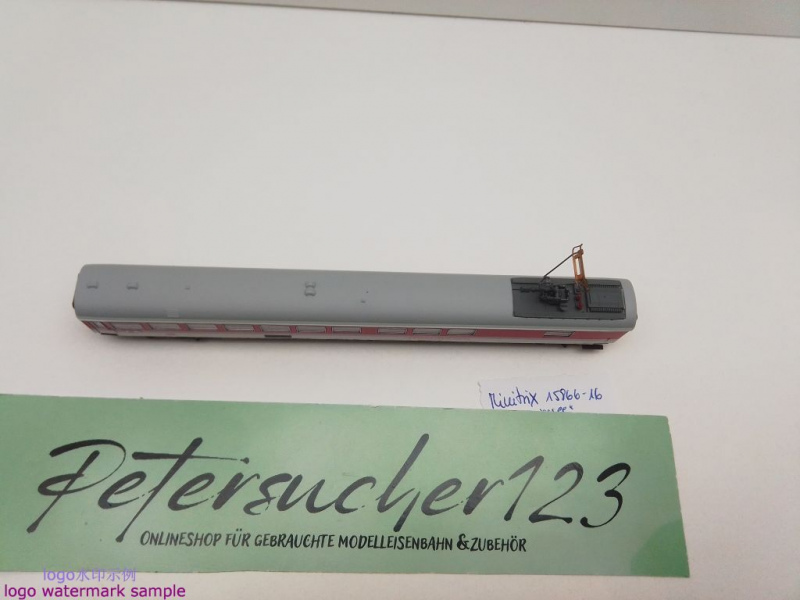 Minitrix 15866-16
Petersucher123
ONLINESHOP FÜR GEBRAUCHTE MODELLEISENBAHN & ZUBEHÖR
logo水印示例
logo watermark sample